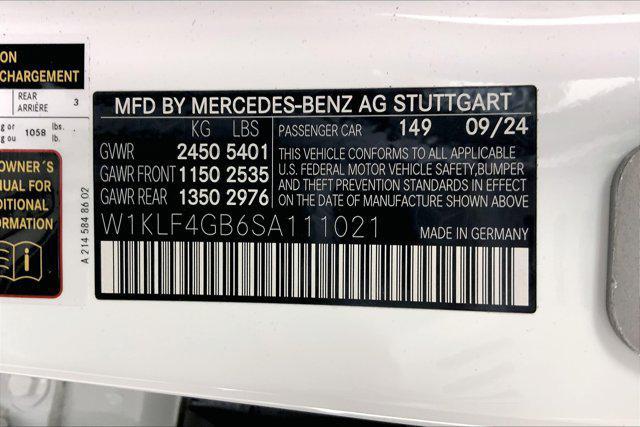 ON
CHARGEMENT
REAR
ARRIÈRE 3
g or
g ou 1058 lbs.
lb.
OWNER´S
NUAL FOR
DITIONAL
ORMATION
A 214 584 86 02
MFD BY MERCEDES-BENZ AG STUTTGART
KG LBS
GVWR 2450 5401
GAWR FRONT 1150 2535
GAWR REAR 1350 2976
PASSENGER CAR 149 09/24
THIS VEHICLE CONFORMS TO ALL APPLICABLE
U.S. FEDERAL MOTOR VEHICLE SAFETY,BUMPER
AND THEFT PREVENTION STANDARDS IN EFFECT
ON THE DATE OF MANUFACTURE SHOWN ABOVE.
W1KLF4GB6SA111021
MADE IN GERMANY